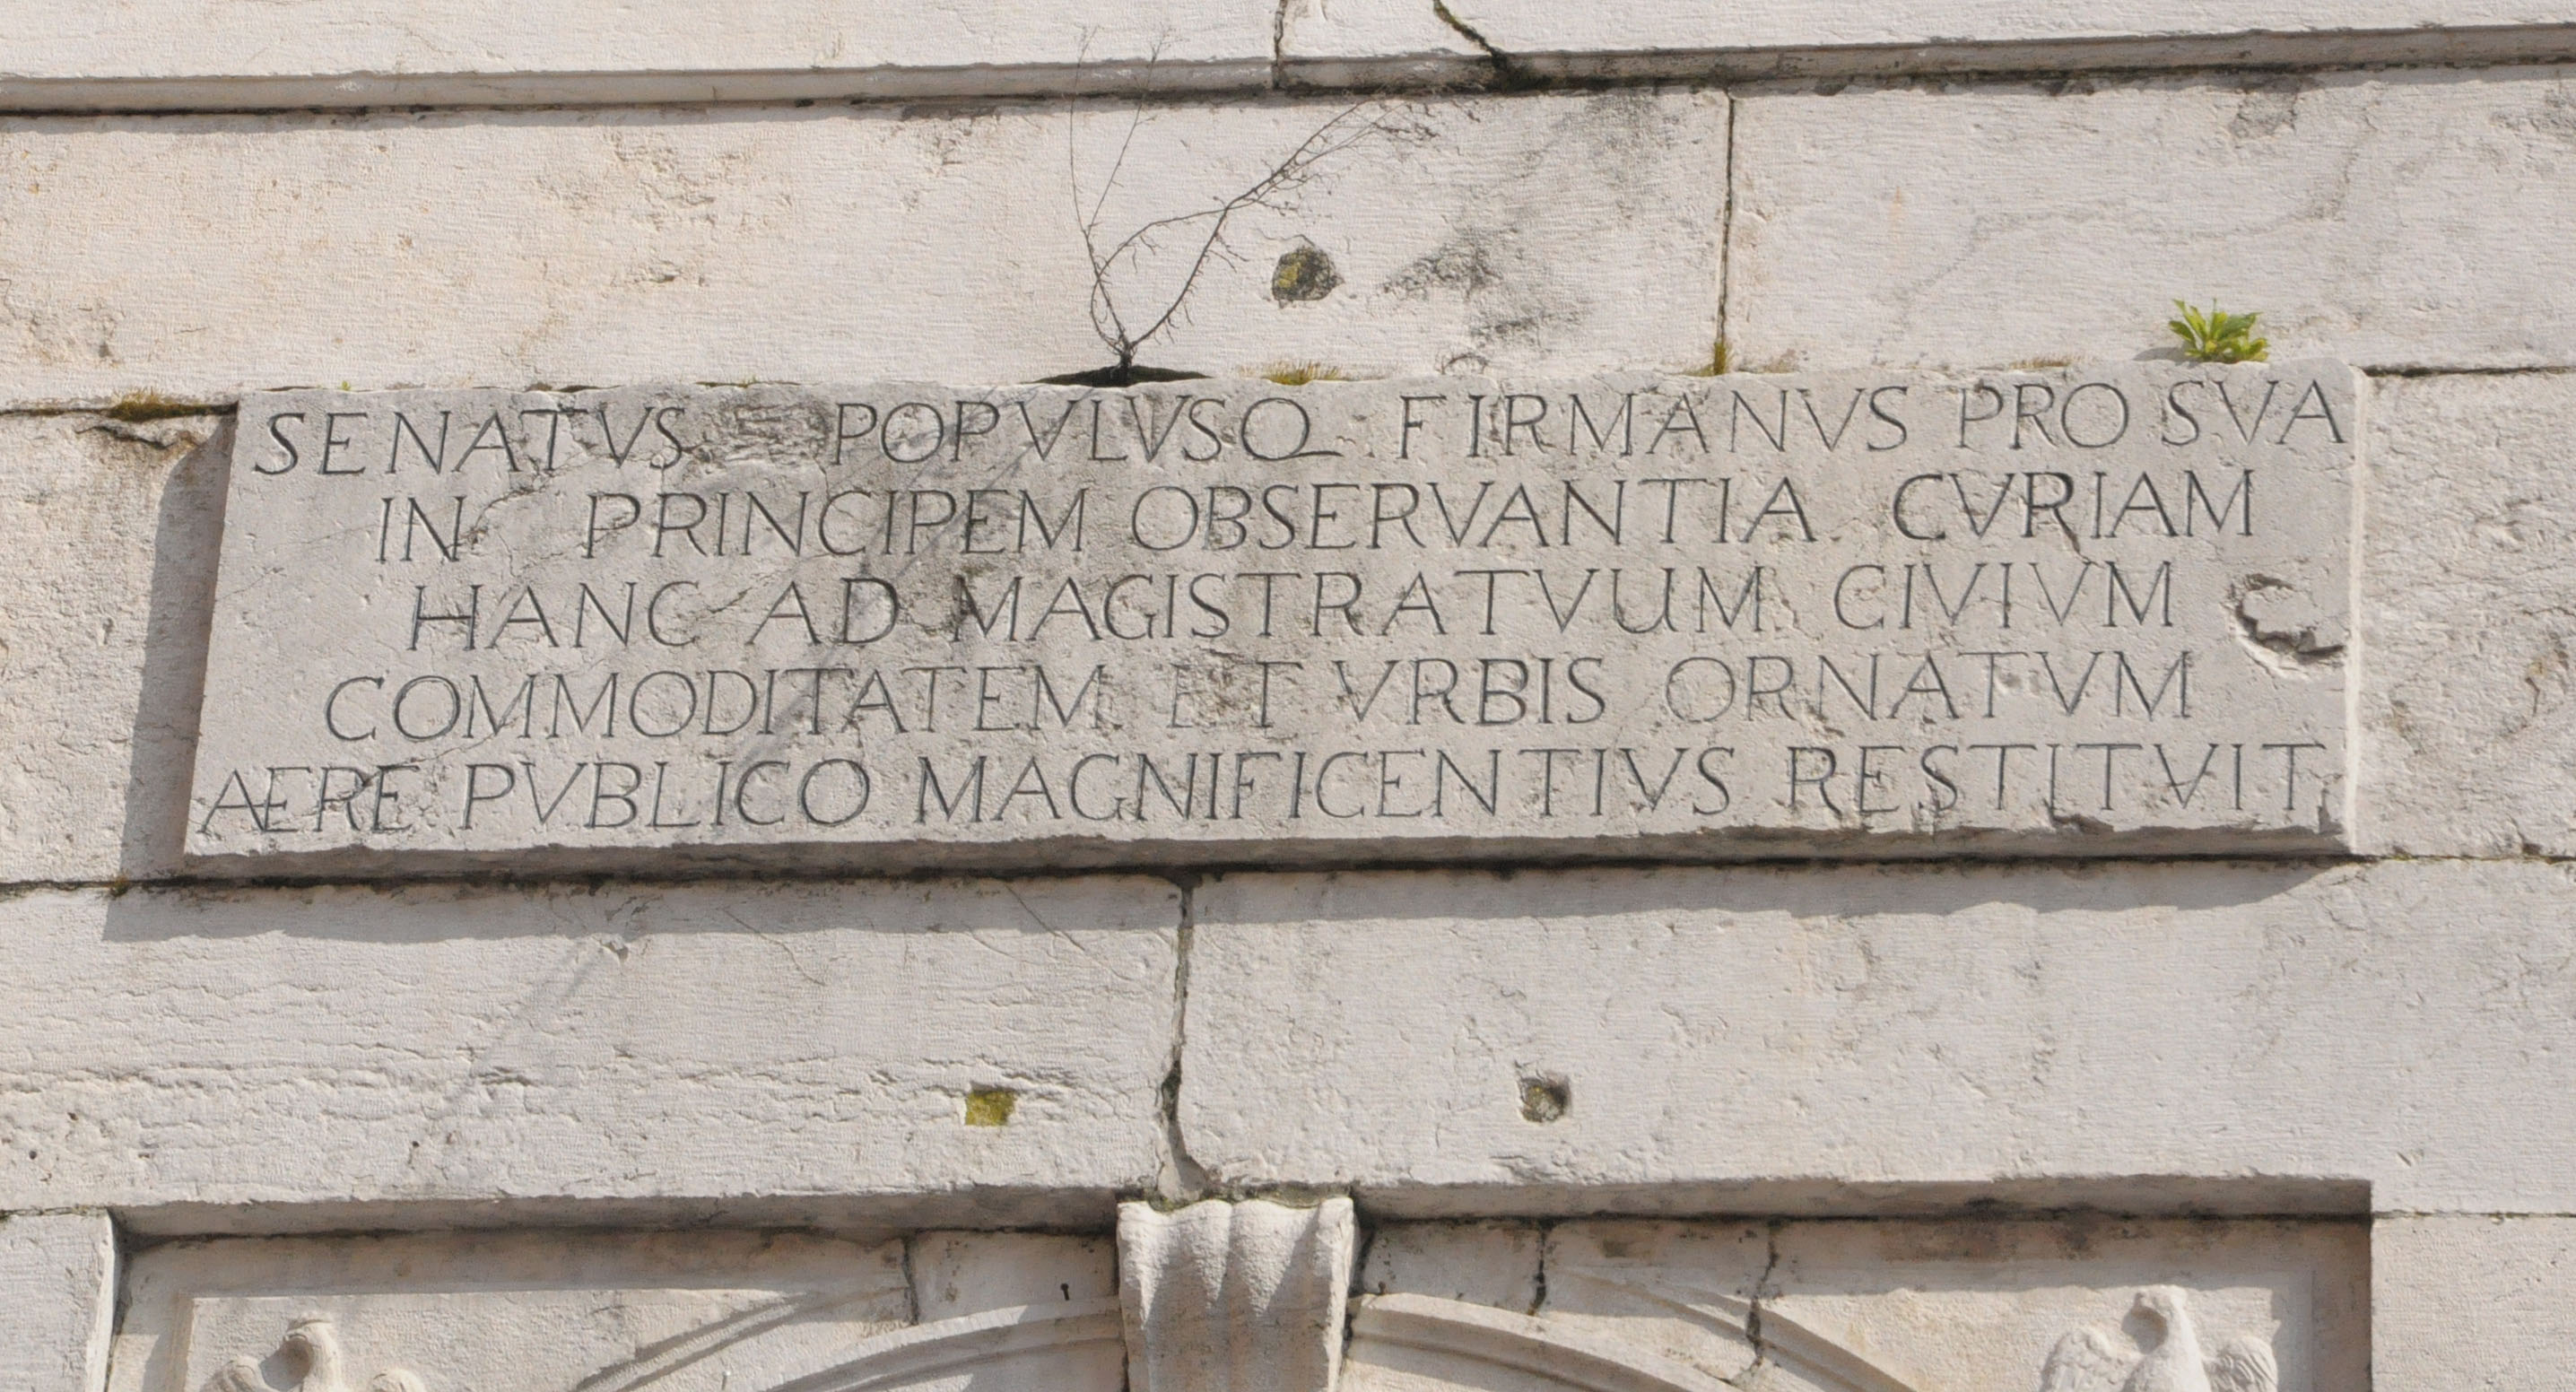 SENATVS POPVLVSQ FIRMANVS PRO SVA
IN PRINCIPEM OBSERVANTIA CVRIAM
HANC AD MAGISTRATVUM CIVIVM
COMMODITATEM ET VRBIS ORNATVM
AERE PVBLICO MAGNIFICENTIVS RESTITVIT